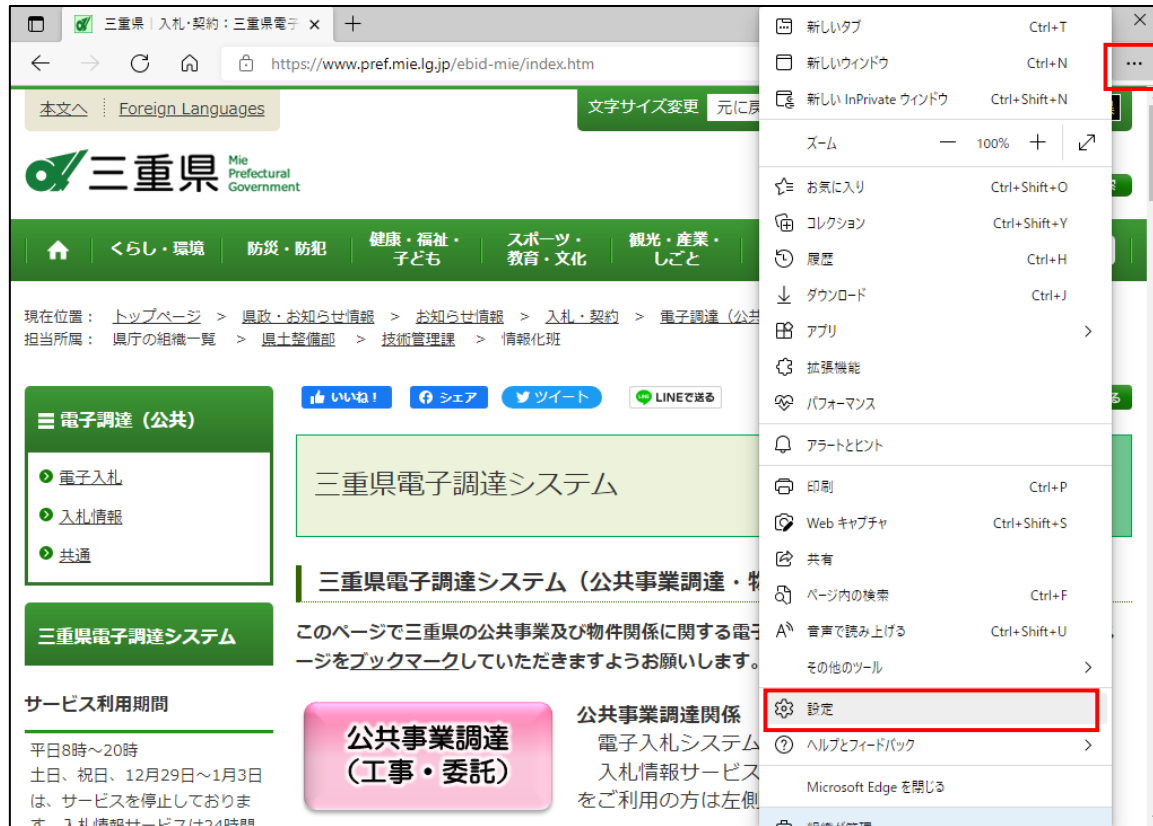 三重県｜入札・契約：三重県電子
https://www.pref.mie.lg.jp/ebid-mie/index.htm
本文へ Foreign Languages
文字サイズ変更 元に戻
三重県 Mie Prefectural Government
くらし・環境 防災・防犯 健康・福祉・子ども スポーツ・教育・文化 観光・産業・しごと
現在位置： トップページ > 県政・お知らせ情報 > お知らせ情報 > 入札・契約 > 電子調達（公共
担当所属： 県庁の組織一覧 > 県土整備部 > 技術管理課 > 情報化班
電子調達（公共）
電子入札
入札情報
共通
三重県電子調達システム
サービス利用期間
平日8時～20時
土日、祝日、12月29日～1月3日
は、サービスを停止しておりま
す。入札情報サービスは24時間
いいね！ シェア ツイート LINEで送る
る
三重県電子調達システム
三重県電子調達システム（公共事業調達・物
このページで三重県の公共事業及び物件関係に関する電子
ージをブックマークしていただきますようお願いします。
公共事業調達
（工事・委託）
公共事業調達関係
電子入札システム
入札情報サービス
をご利用の方は左側
新しいタブ Ctrl+T
新しいウィンドウ Ctrl+N
新しい InPrivate ウィンドウ Ctrl+Shift+N
ズーム 100%
お気に入り Ctrl+Shift+O
コレクション Ctrl+Shift+Y
履歴 Ctrl+H
ダウンロード Ctrl+J
アプリ
拡張機能
パフォーマンス
アラートとヒント
印刷 Ctrl+P
Web キャプチャ Ctrl+Shift+S
共有
ページ内の検索 Ctrl+F
音声で読み上げる Ctrl+Shift+U
その他のツール
設定
ヘルプとフィードバック
Microsoft Edge を閉じる
組織が管理